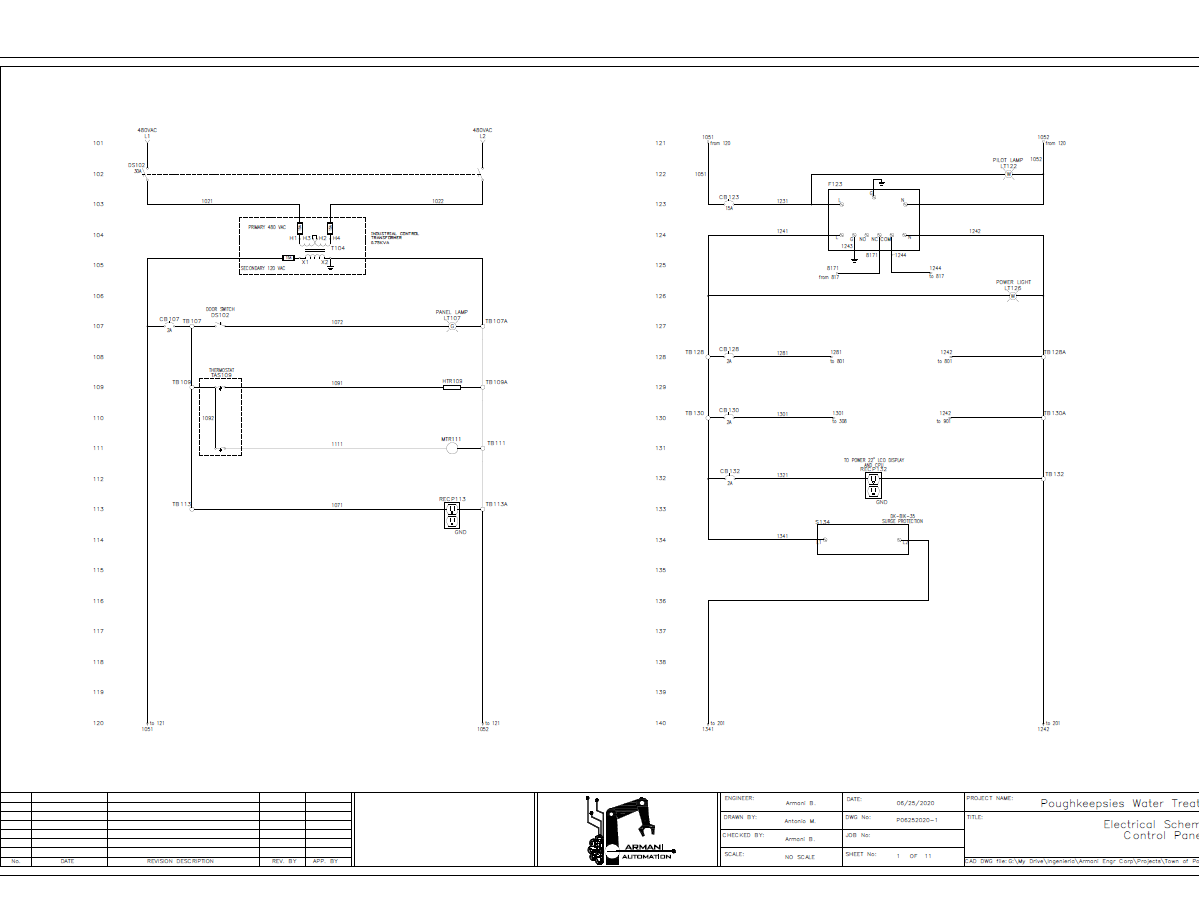 480VAC
L1
480VAC
L2
101
102
103
104
105
106
107
108
109
110
111
112
113
114
115
116
117
118
119
120
DS102
30A
1021
1022
PRIMARY 480 VAC
H1 H3 H2 H4
T104
INDUSTRIAL CONTROL
TRANSFORMER
0.75KVA
X1 X2
SECONDARY 120 VAC
CB107
2A
TB107
DOOR SWITCH
DS102
1072
PANEL LAMP
LT107
TB107A
THERMOSTAT
TAS109
TB109
1091
HTR109
TB109A
1092
1111
MTR111
TB111
TB113
1071
RECP113
TB113A
GND
to 121
1051
to 121
1052
1051
from 120
1052
from 120
121
122
123
124
125
126
127
128
129
130
131
132
133
134
135
136
137
138
139
140
1051
PILOT LAMP
LT122
1052
CB123
15A
1231
F123
L
G
N
1241
L G NO NC COM N
1242
1243
8171
1244
8171
from 817
1244
to 817
POWER LIGHT
LT126
TB128
CB128
2A
1281
1281
to 801
1242
to 801
TB128A
TB130
CB130
2A
1301
1301
to 306
1242
to 901
TB130A
CB132
2A
1321
TO POWER 22" LCD DISPLAY
AND CPU
RECP132
GND
TB132
1341
S134
SURGE PROTECTION
to 201
1341
to 201
1242
No.
DATE
REVISION DESCRIPTION
REV. BY
APP. BY
ARMANI
AUTOMATION
ENGINEER:
Armani B.
DRAWN BY:
Antonio M.
CHECKED BY:
Armani B.
SCALE:
NO SCALE
DATE:
06/25/2020
DWG No:
P06252020-1
JOB No:
SHEET No:
1 OF 11
PROJECT NAME:
Poughkeepsies Water Treat
TITLE:
Electrical Schem
Control Pane
CAD DWG file: G:\My Drive\Ingenieria\Armani Engr Corp\Projects\Town of Po